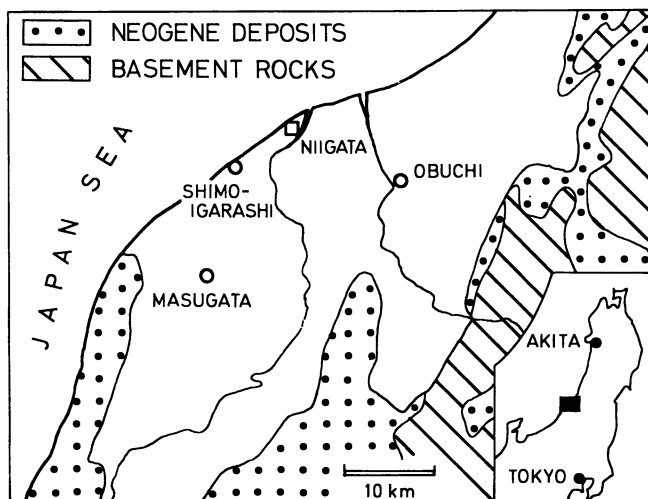 NEOGENE DEPOSITS
BASEMENT ROCKS
JAPAN SEA
NIIGATA
OBUCHI
SHIMO-
IGARASHI
MASUGATA
AKITA
TOKYO
10 km